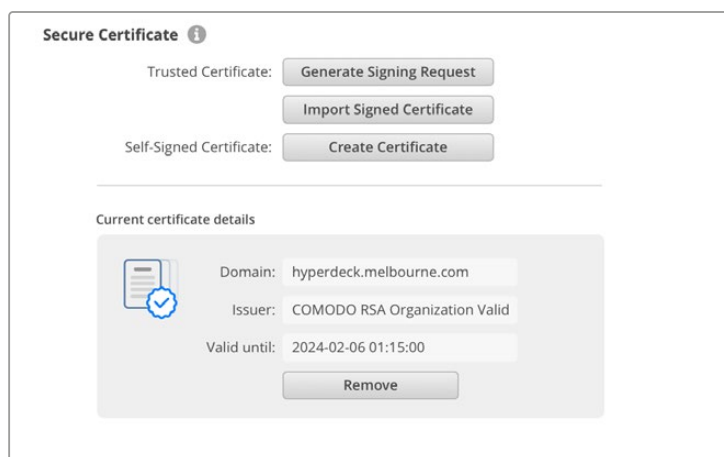 Secure Certificate
Trusted Certificate: Generate Signing Request
Import Signed Certificate
Self-Signed Certificate: Create Certificate
Current certificate details
Domain: hyperdeck.melbourne.com
Issuer: COMODO RSA Organization Valid
Valid until: 2024-02-06 01:15:00
Remove